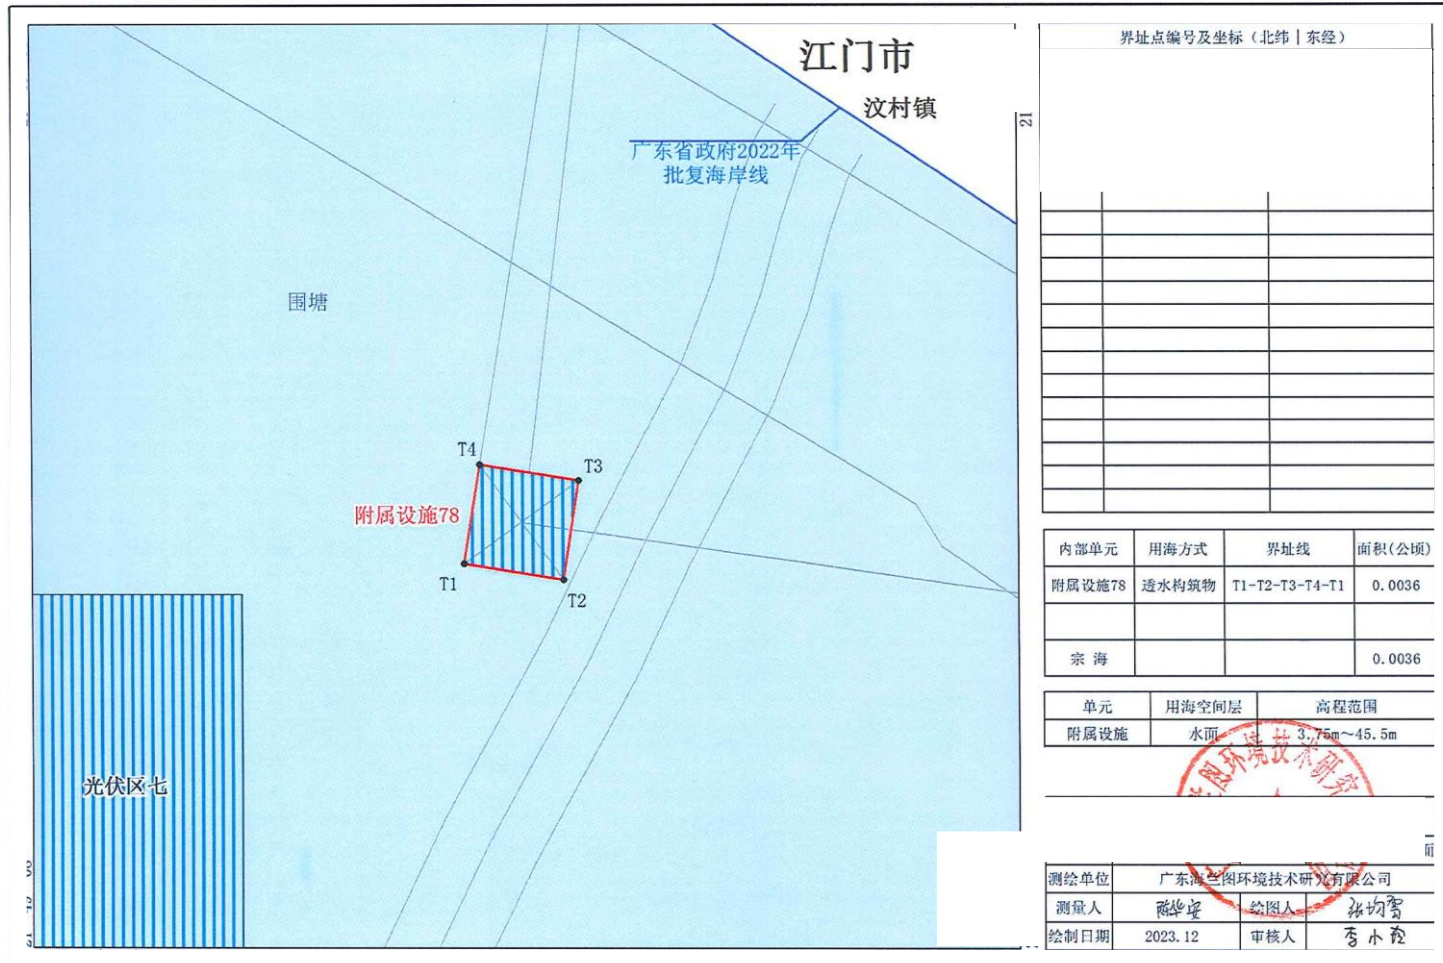 江门市
汶村镇
广东省政府2022年
批复海岸线
围塘
T4
T3
附属设施78
T1
T2
光伏区七
21
界址点编号及坐标（北纬｜东经）
内部单元 用海方式 界址线 面积(公顷)
附属设施78 透水构筑物 T1-T2-T3-T4-T1 0.0036
宗海 0.0036
单元 用海空间层 高程范围
附属设施 水面 3.75m～45.5m
图环境技术研究
测绘单位 广东海兰图环境技术研究有限公司
测量人 绘图人
绘制日期 2023.12 审核人